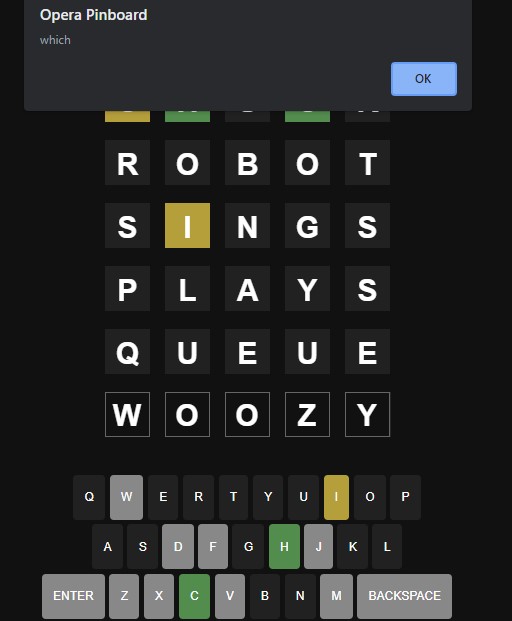 Opera Pinboard
which
OK
R O B O T
S I N G S
P L A Y S
Q U E U E
W O O Z Y
Q W E R T Y U I O P
A S D F G H J K L
ENTER Z X C V B N M BACKSPACE